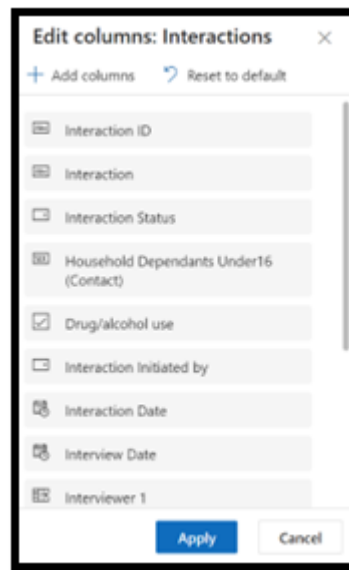 Edit columns: Interactions
Add columns Reset to default
Interaction ID
Interaction
Interaction Status
Household Dependants Under16
(Contact)
Drug/alcohol use
Interaction Initiated by
Interaction Date
Interview Date
Interviewer 1
Apply Cancel